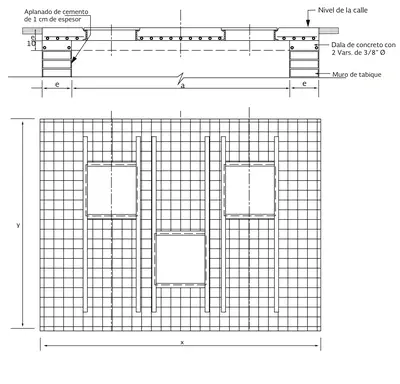 Aplanado de cemento
de 1 cm de espesor
Nivel de la calle
e
10
Dala de concreto con
2 Vars. de 3/8" Ø
Muro de tabique
e
a
e
y
x